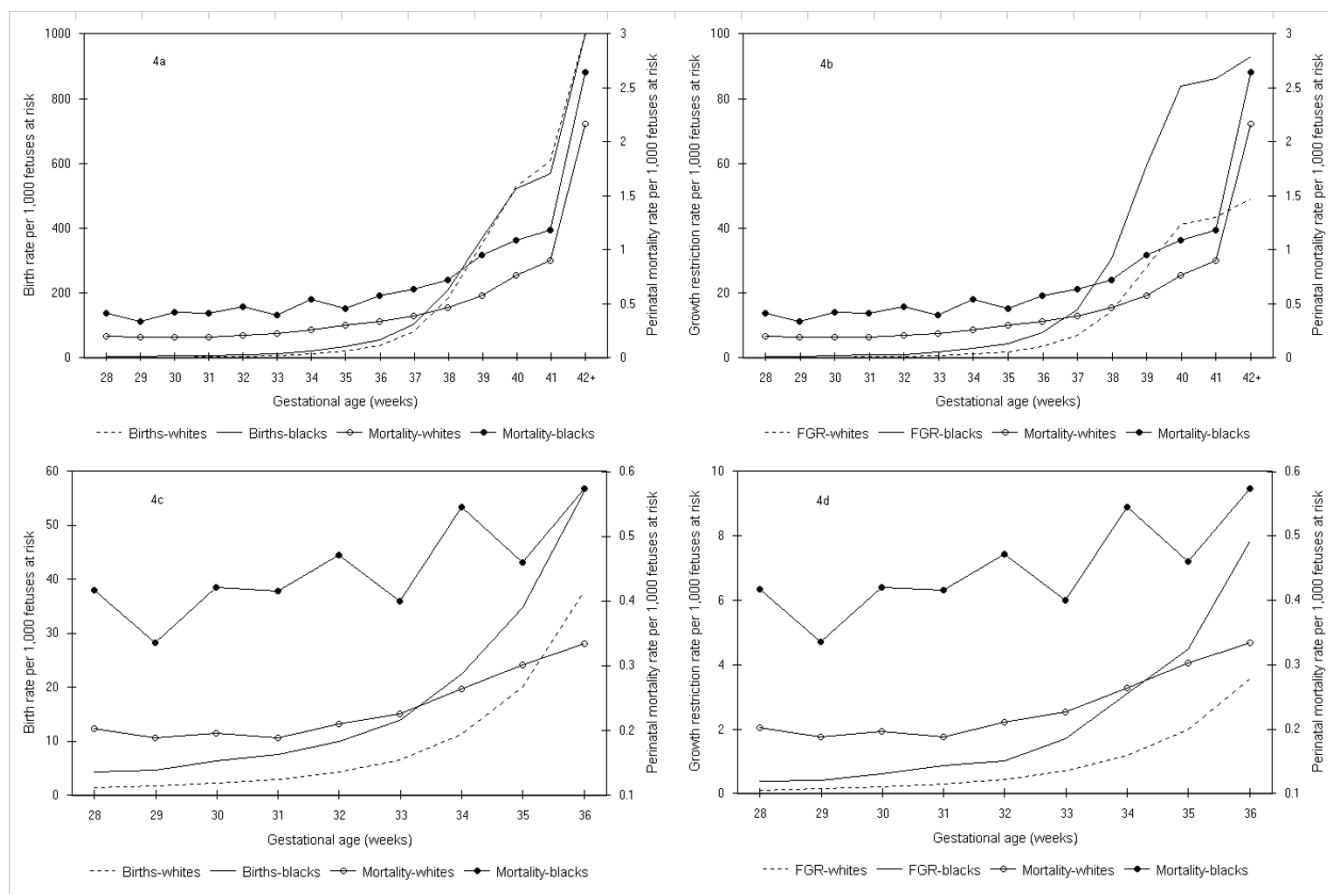 4a
1000
800
600
400
200
0
3
2.5
2
1.5
1
0.5
0
Birth rate per 1,000 fetuses at risk
Perinatal mortality rate per 1,000 fetuses at risk
28 29 30 31 32 33 34 35 36 37 38 39 40 41 42+
Gestational age (weeks)
Births-whites Births-blacks Mortality-whites Mortality-blacks
4b
100
80
60
40
20
0
3
2.5
2
1.5
1
0.5
0
Growth restriction rate per 1,000 fetuses at risk
Perinatal mortality rate per 1,000 fetuses at risk
28 29 30 31 32 33 34 35 36 37 38 39 40 41 42+
Gestational age (weeks)
FGR-whites FGR-blacks Mortality-whites Mortality-blacks
4c
60
50
40
30
20
10
0
0.6
0.5
0.4
0.3
0.2
0.1
Birth rate per 1,000 fetuses at risk
Perinatal mortality rate per 1,000 fetuses at risk
28 29 30 31 32 33 34 35 36
Gestational age (weeks)
Births-whites Births-blacks Mortality-whites Mortality-blacks
4d
10
8
6
4
2
0
0.6
0.5
0.4
0.3
0.2
0.1
Growth restriction rate per 1,000 fetuses at risk
Perinatal mortality rate per 1,000 fetuses at risk
28 29 30 31 32 33 34 35 36
Gestational age (weeks)
FGR-whites FGR-blacks Mortality-whites Mortality-blacks